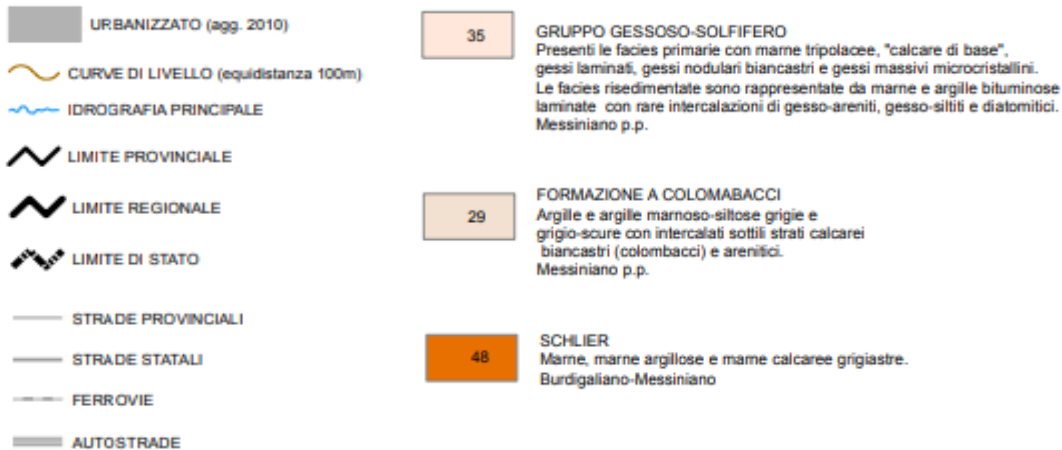 URBANIZZATO (agg. 2010)
CURVE DI LIVELLO (equidistanza 100m)
IDROGRAFIA PRINCIPALE
LIMITE PROVINCIALE
LIMITE REGIONALE
LIMITE DI STATO
STRADE PROVINCIALI
STRADE STATALI
FERROVIE
AUTOSTRADE
35
GRUPPO GESSOSO-SOLFIFERO
Presenti le facies primarie con marne tripolacee, "calcare di base",
gessi laminati, gessi nodulari biancastri e gessi massivi microcristallini.
Le facies risedimentate sono rappresentate da marne e argille bituminose
laminate con rare intercalazioni di gesso-areniti, gesso-siltiti e diatomitici.
Messiniano p.p.
29
FORMAZIONE A COLOMABACCI
Argille e argille marnoso-siltose grigie e
grigio-scure con intercalati sottili strati calcarei
biancastri (colombacci) e arenitici.
Messiniano p.p.
48
SCHLIER
Marne, marne argillose e marne calcaree grigiastre.
Burdigaliano-Messiniano